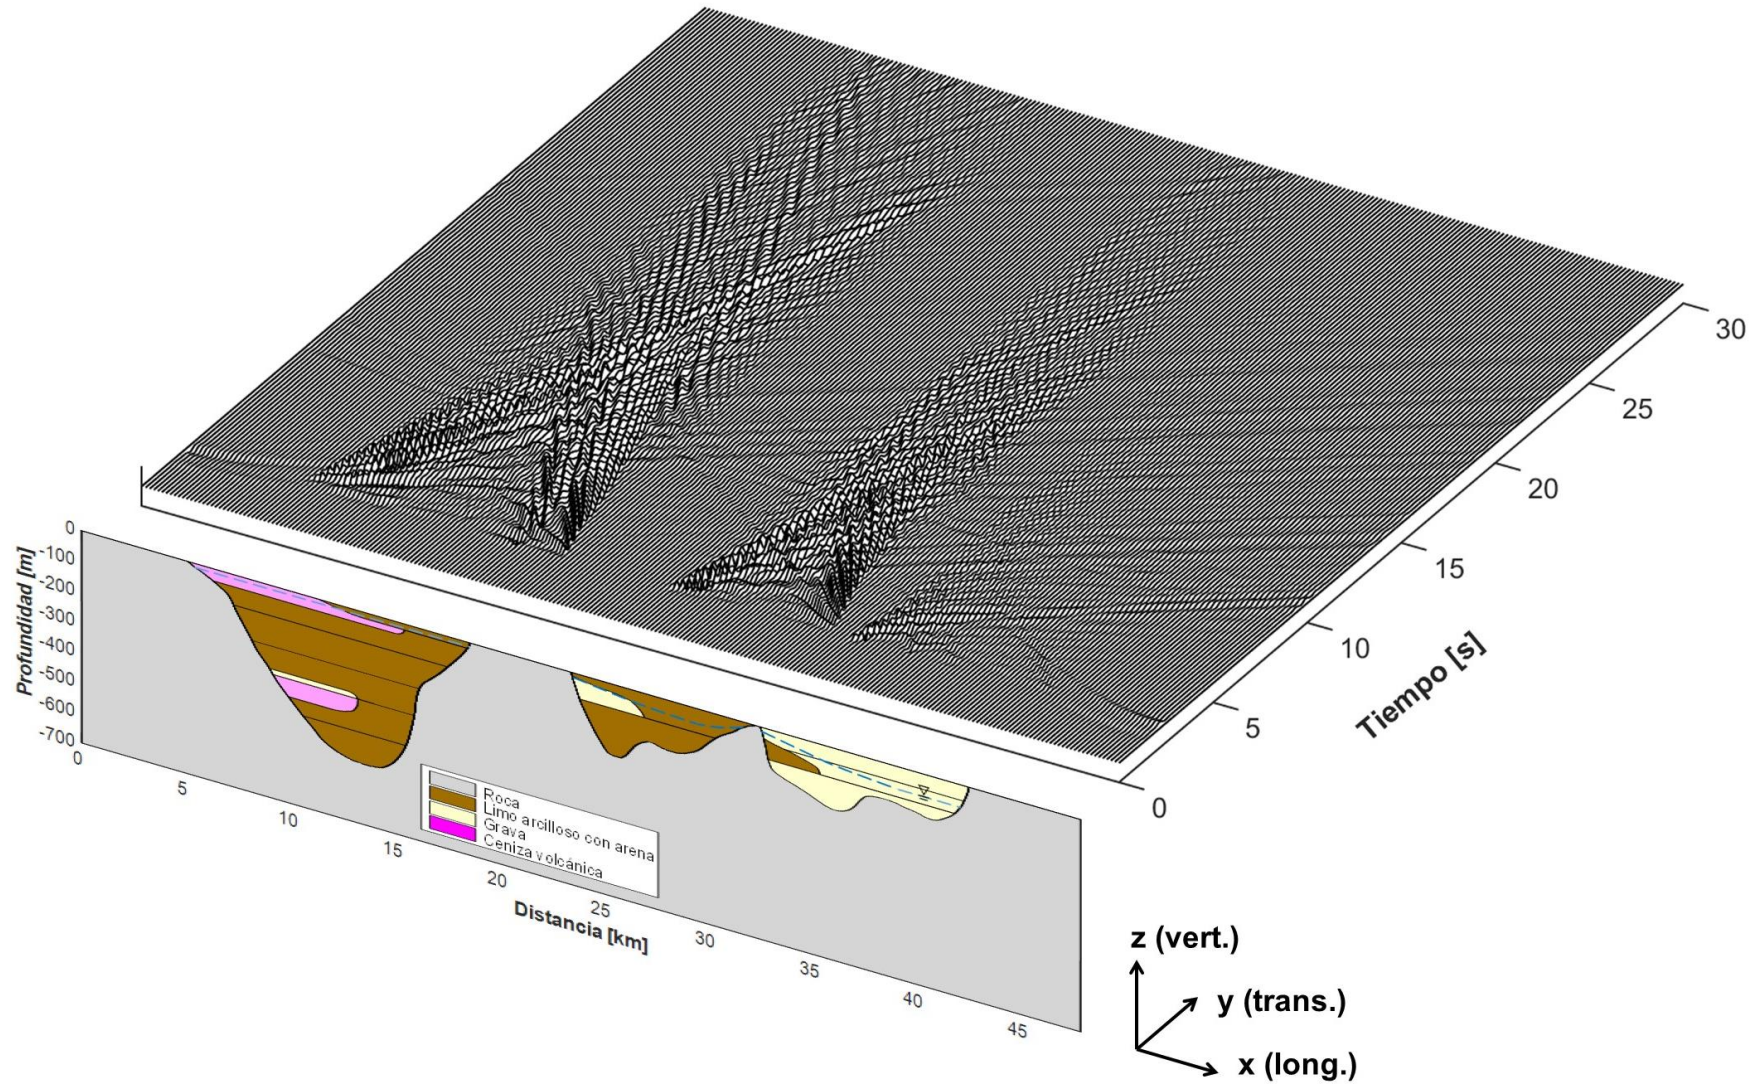 30
25
20
15
10
5
0
Tiempo [s]
0
-100
-200
-300
-400
-500
-600
-700
Profundidad [m]
0
5
10
15
20
25
30
35
40
45
Distancia [km]
Roca
Limo arcilloso con arena
Grava
Ceniza volcánica
z (vert.)
y (trans.)
x (long.)